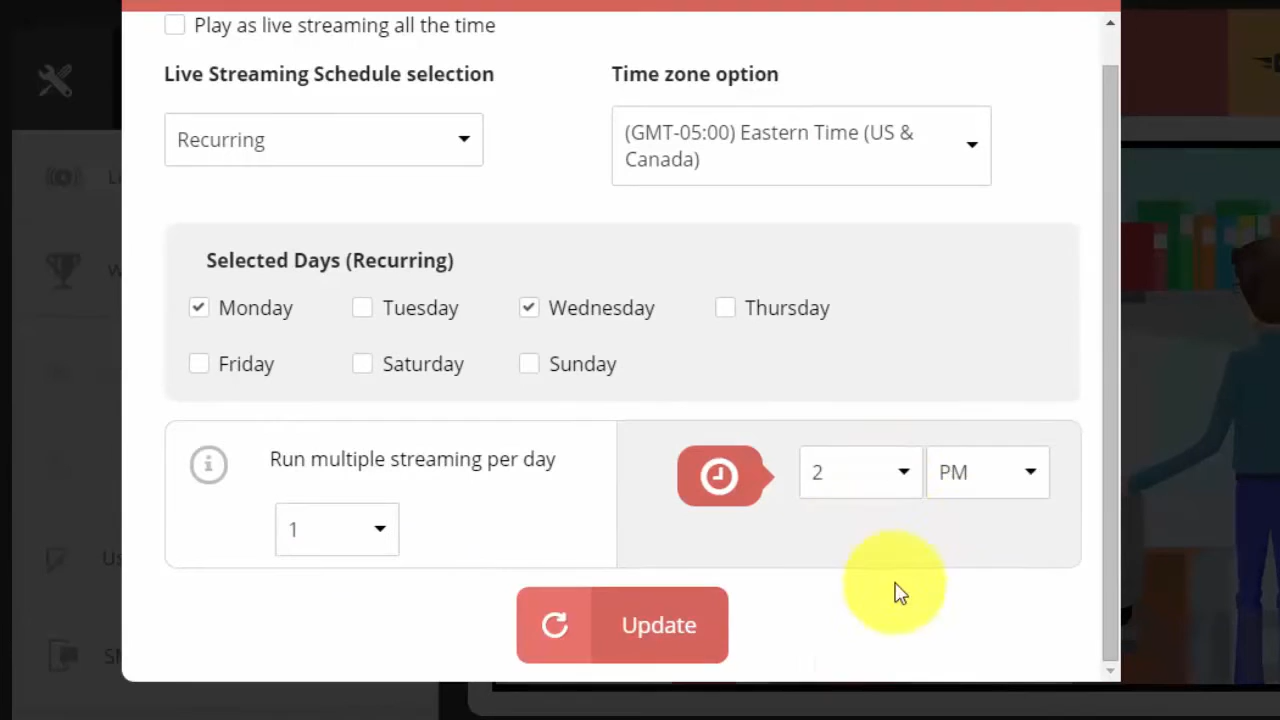 Play as live streaming all the time
Live Streaming Schedule selection
Time zone option
Recurring
(GMT-05:00) Eastern Time (US &
Canada)
Selected Days (Recurring)
Monday
Tuesday
Wednesday
Thursday
Friday
Saturday
Sunday
Run multiple streaming per day
1
2
PM
Update